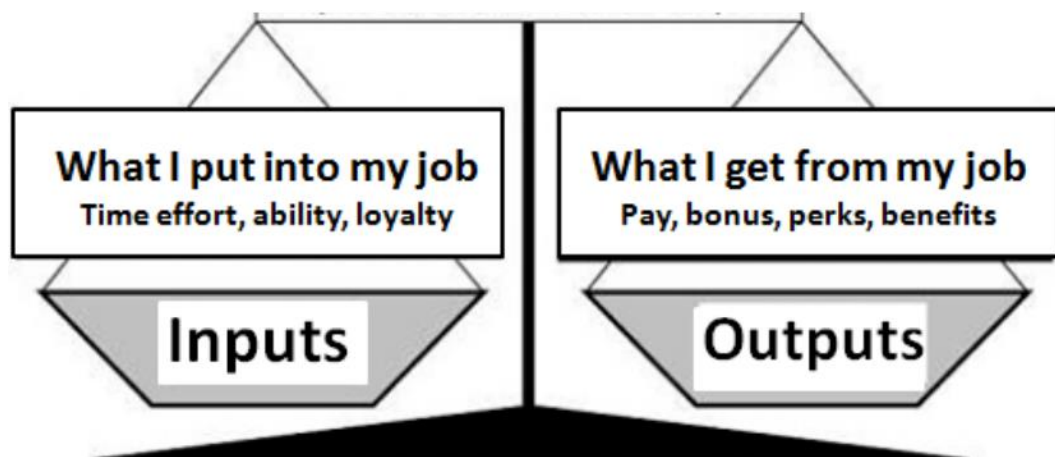 What I put into my job
Time effort, ability, loyalty
Inputs
What I get from my job
Pay, bonus, perks, benefits
Outputs